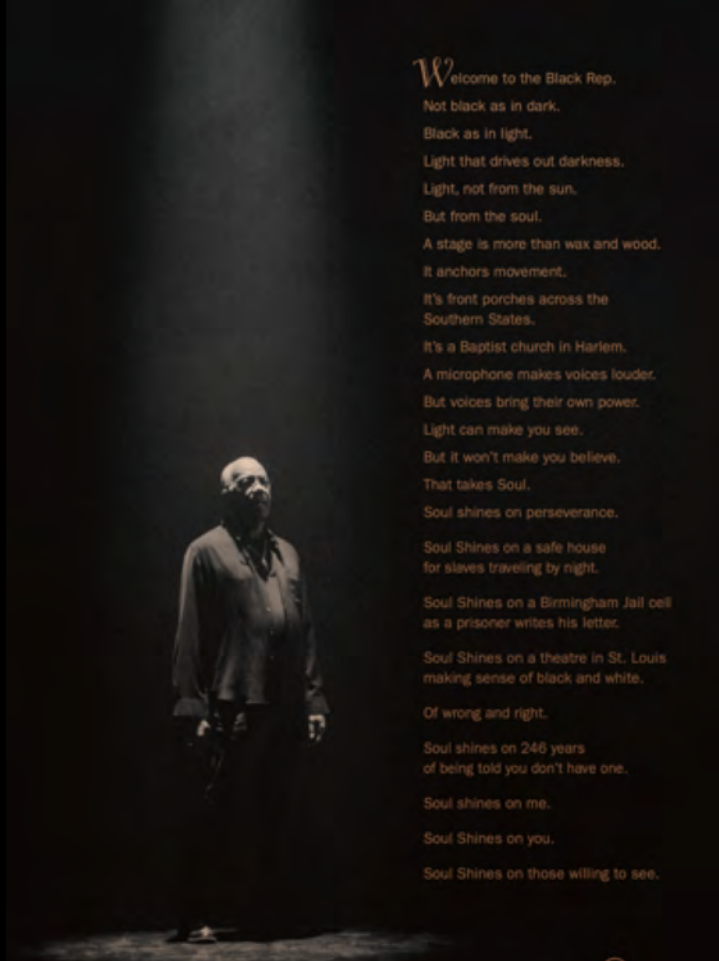 Welcome to the Black Rep.
Not black as in dark.
Black as in light.
Light that drives out darkness.
Light, not from the sun.
But from the soul.
A stage is more than wax and wood.
It anchors movement.
It's front porches across the
Southern States.
It's a Baptist church in Harlem.
A microphone makes voices louder.
But voices bring their own power.
Light can make you see.
But it won't make you believe.
That takes Soul.
Soul shines on perseverance.
Soul Shines on a safe house
for slaves traveling by night.
Soul Shines on a Birmingham Jail cell
as a prisoner writes his letter.
Soul Shines on a theatre in St. Louis
making sense of black and white.
Of wrong and right.
Soul shines on 246 years
of being told you don't have one.
Soul shines on me.
Soul Shines on you.
Soul Shines on those willing to see.